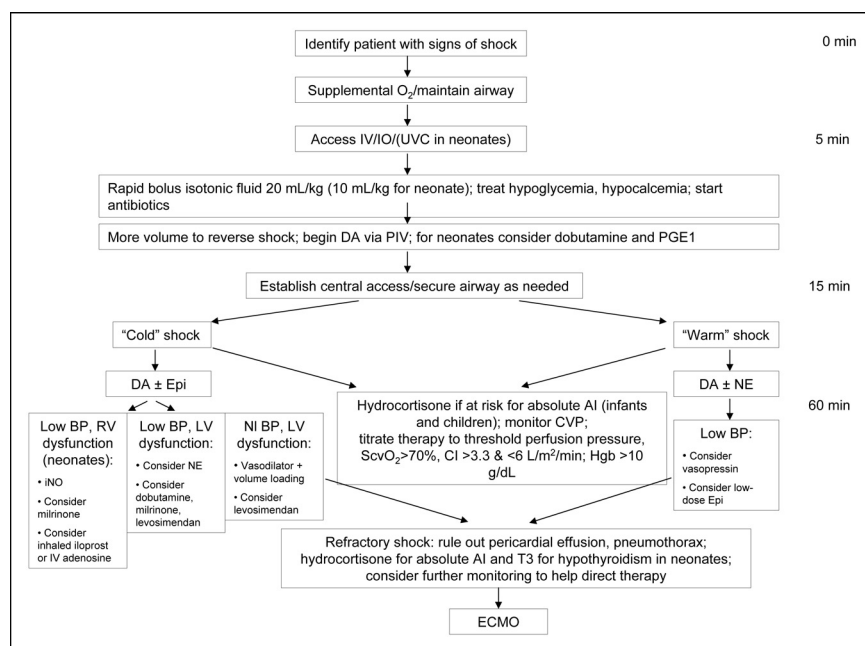 Identify patient with signs of shock
0 min
Supplemental O₂/maintain airway
Access IV/IO/(UVC in neonates)
5 min
Rapid bolus isotonic fluid 20 mL/kg (10 mL/kg for neonate); treat hypoglycemia, hypocalcemia; start
antibiotics
More volume to reverse shock; begin DA via PIV; for neonates consider dobutamine and PGE1
Establish central access/secure airway as needed
15 min
“Cold” shock
“Warm” shock
DA ± Epi
DA ± NE
60 min
Low BP, RV
dysfunction
(neonates):
• iNO
• Consider
milrinone
• Consider
inhaled iloprost
or IV adenosine
Low BP, LV
dysfunction:
• Consider NE
• Consider
dobutamine,
milrinone,
levosimendan
Nl BP, LV
dysfunction:
• Vasodilator +
volume loading
• Consider
levosimendan
Hydrocortisone if at risk for absolute AI (infants
and children); monitor CVP;
titrate therapy to threshold perfusion pressure,
ScvO₂>70%, CI >3.3 & <6 L/m²/min; Hgb >10
g/dL
Low BP:
• Consider
vasopressin
• Consider low-
dose Epi
Refractory shock: rule out pericardial effusion, pneumothorax;
hydrocortisone for absolute AI and T3 for hypothyroidism in neonates;
consider further monitoring to help direct therapy
ECMO